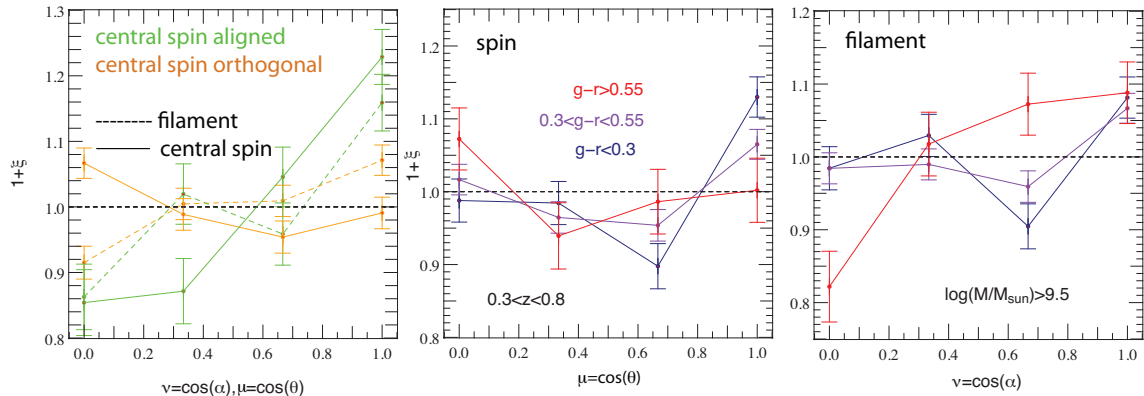 central spin aligned
central spin orthogonal
filament
central spin
1+ξ
1.3
1.2
1.1
1.0
0.9
0.8
0.0 0.2 0.4 0.6 0.8 1.0
ν=cos(α),μ=cos(θ)
spin
g-r>0.55
0.3<g-r<0.55
g-r<0.3
0.3<z<0.8
1+ξ
1.2
1.1
1.0
0.9
0.8
0.0 0.2 0.4 0.6 0.8 1.0
μ=cos(θ)
filament
log(M/Msun)>9.5
1.2
1.1
1.0
0.9
0.8
0.0 0.2 0.4 0.6 0.8 1.0
ν=cos(α)